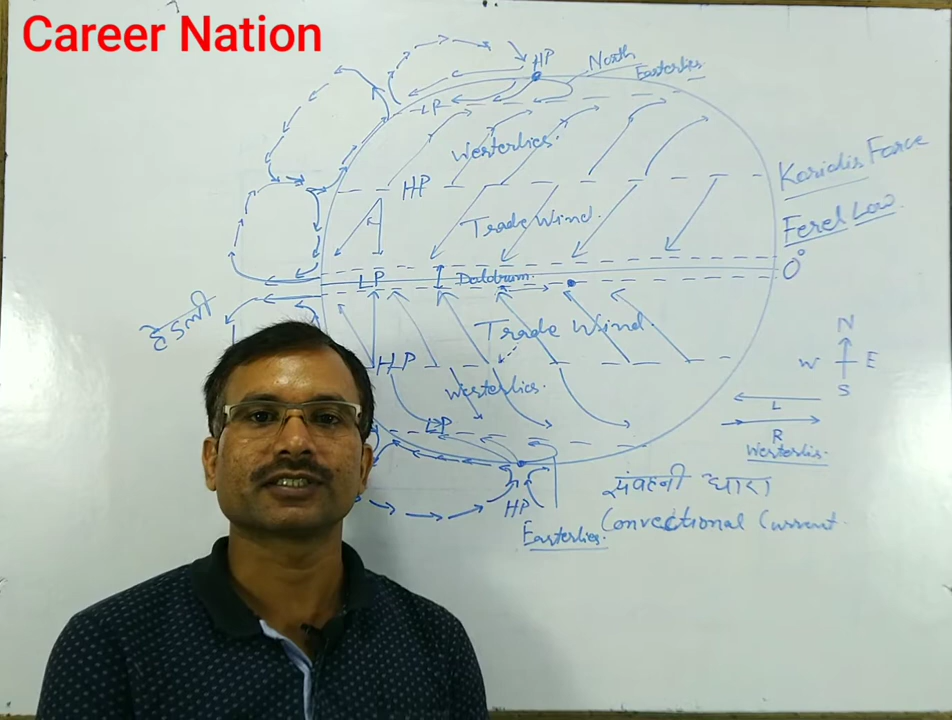 Career Nation
HP
North
Easterlies
LP
Westerlies.
HP
Koriolis Force
Trade Wind.
Ferel Low.
0°
LP
Doldrum.
हेडली
Trade Wind.
N
W
E
S
HP
Westerlies.
L
R
Westerlis.
LP
संवहनी धारा
HP
Convectional Current.
Easterlies.